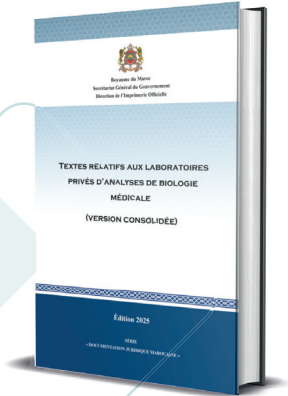 Royaume du Maroc
Secrétariat Général du Gouvernement
Direction de l'Imprimerie Officielle
TEXTES RELATIFS AUX LABORATOIRES
PRIVÉS D'ANALYSES DE BIOLOGIE
MÉDICALE
(VERSION CONSOLIDÉE)
Édition 2025
SÉRIE
« DOCUMENTATION JURIDIQUE MAROCAINE »